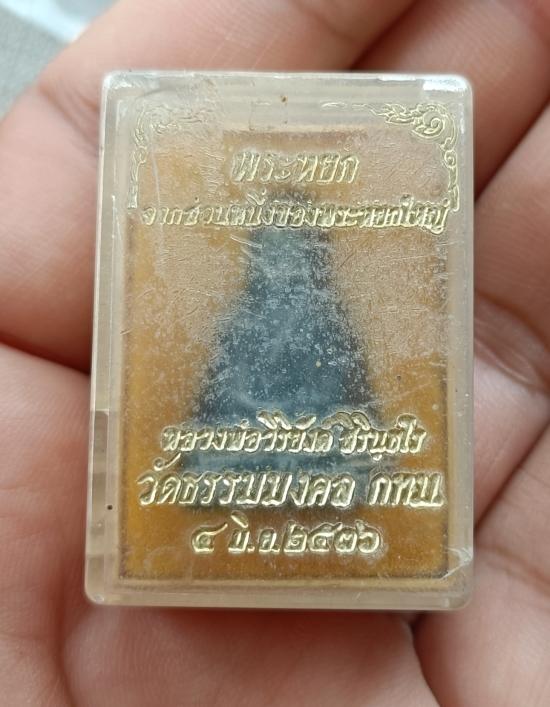 พระหยก
จากส่วนหนึ่งของพระหยกใหญ่
หลวงพ่อวิริยังค์ สิรินฺธโร
วัดธรรมมงคล กทม.
๔ มี.ค.๒๕๓๖